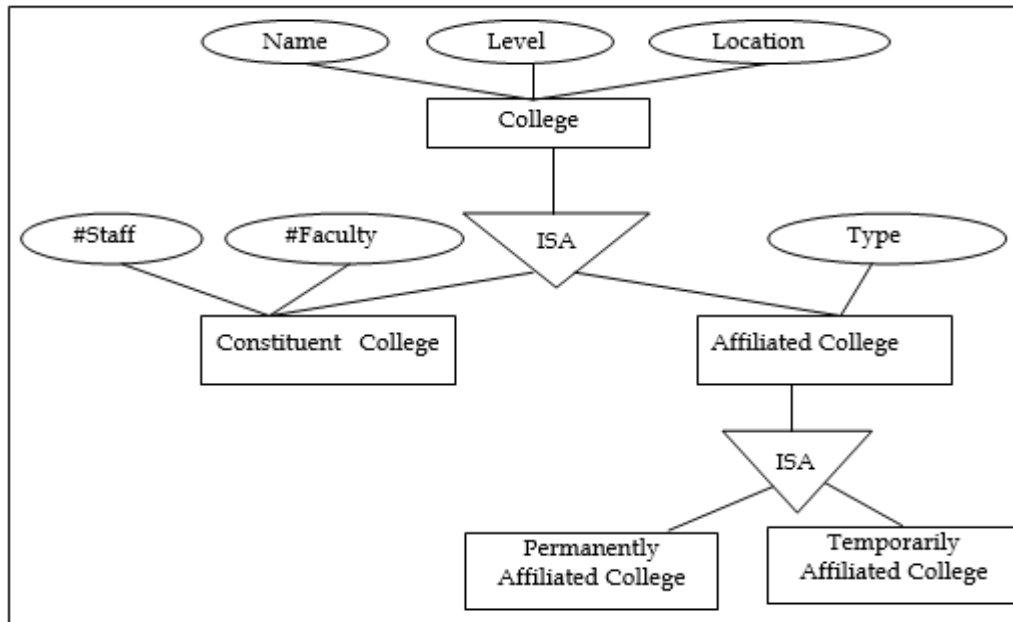 Name
Level
Location
College
#Staff
#Faculty
ISA
Type
Constituent College
Affiliated College
ISA
Permanently
Affiliated College
Temporarily
Affiliated College